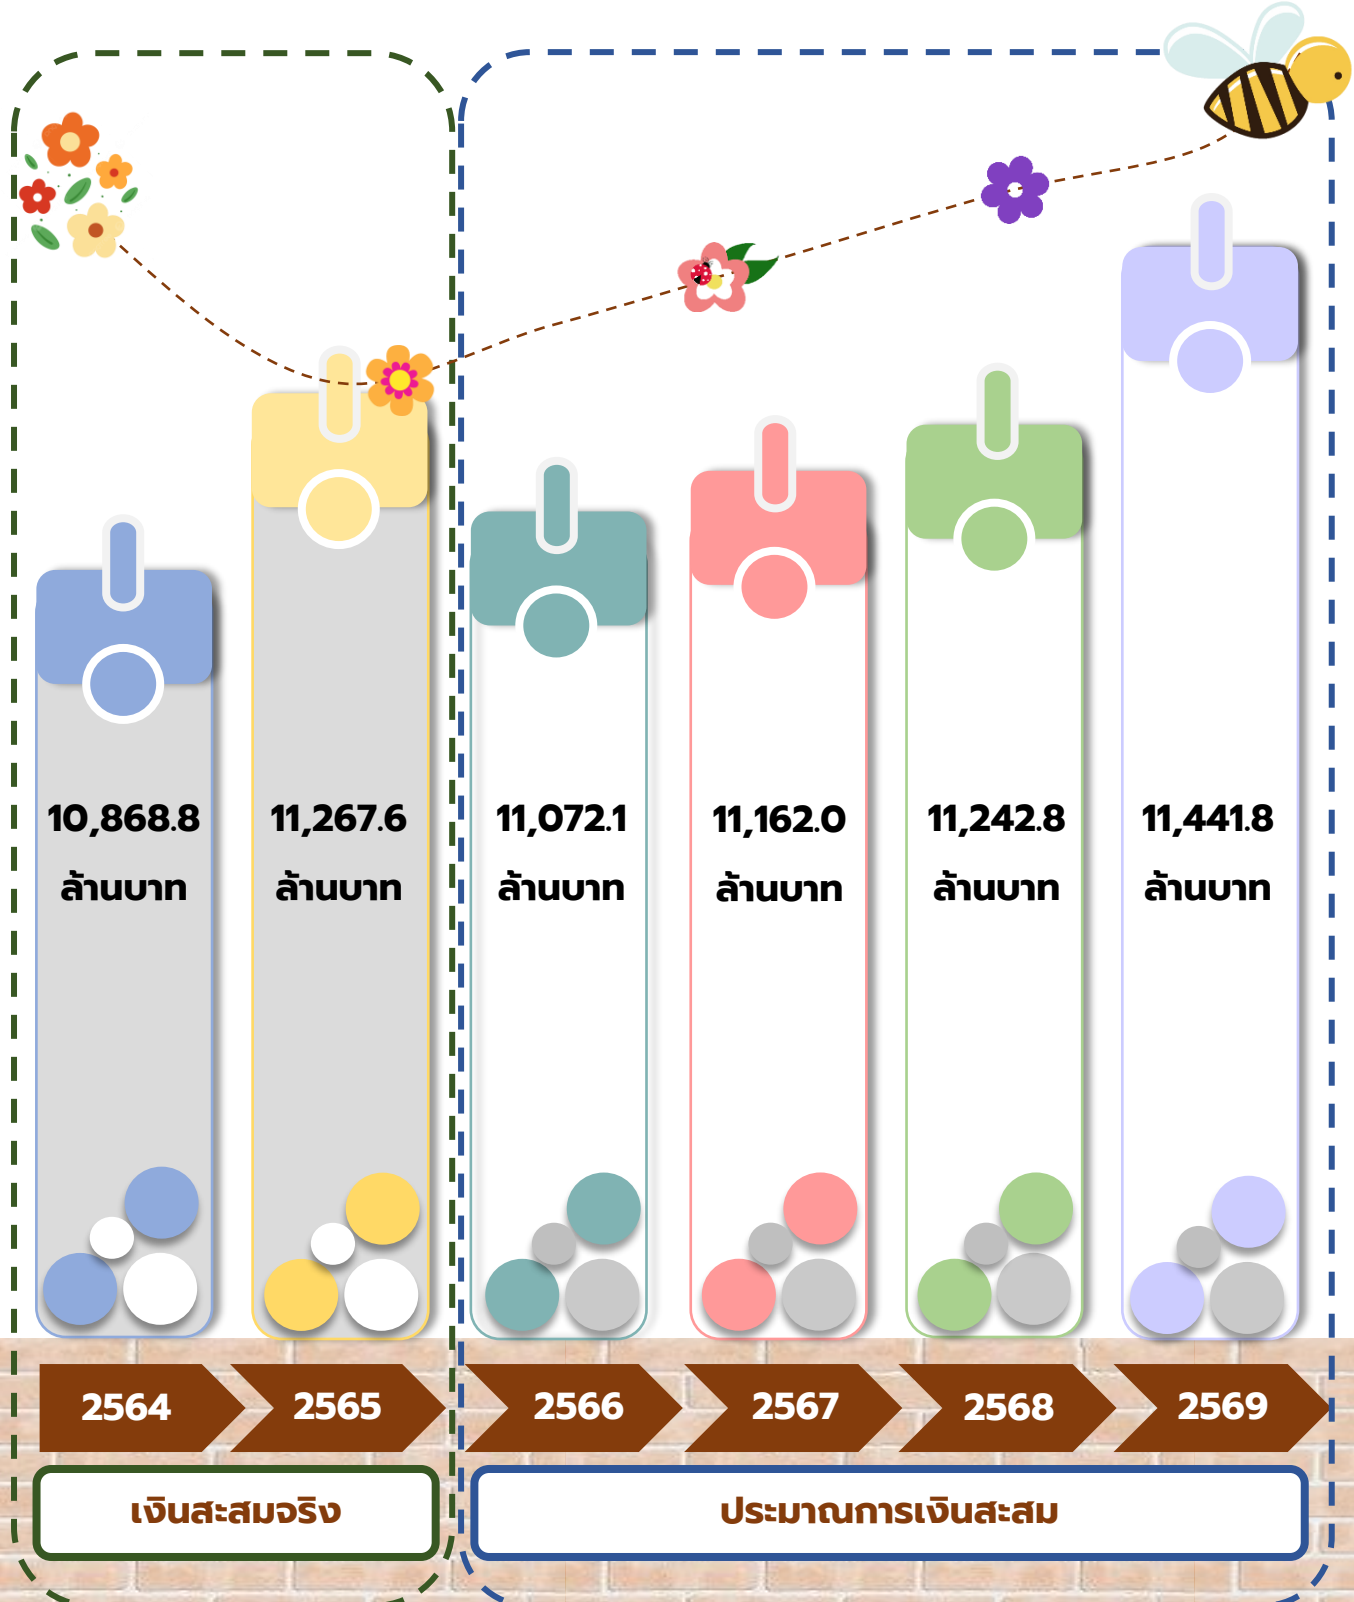 10,868.8
ล้านบาท
11,267.6
ล้านบาท
11,072.1
ล้านบาท
11,162.0
ล้านบาท
11,242.8
ล้านบาท
11,441.8
ล้านบาท
2564
2565
2566
2567
2568
2569
เงินสะสมจริง
ประมาณการเงินสะสม